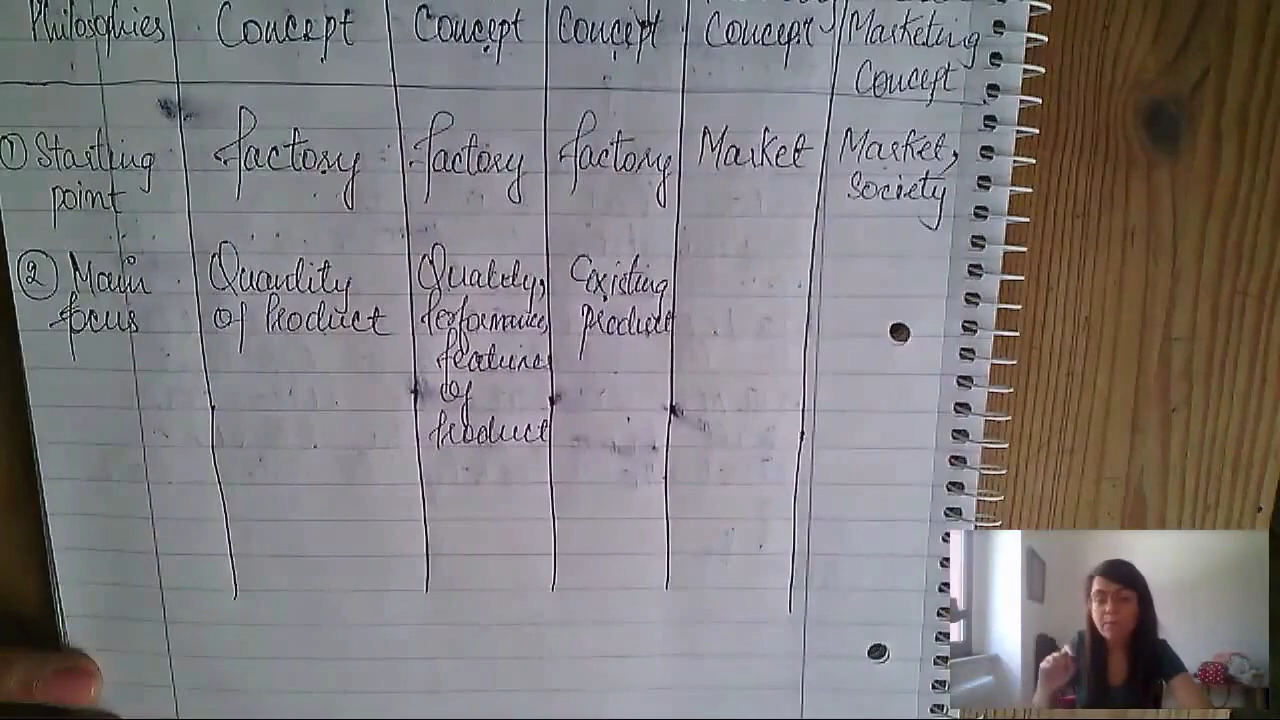 Philosophies Concept Concept Concept Concept Marketing
Concept
① Starting factory factory factory Market Market,
point Society
② Main Quantity Quality, Existing
focus of Product Performance, product
features
of
product